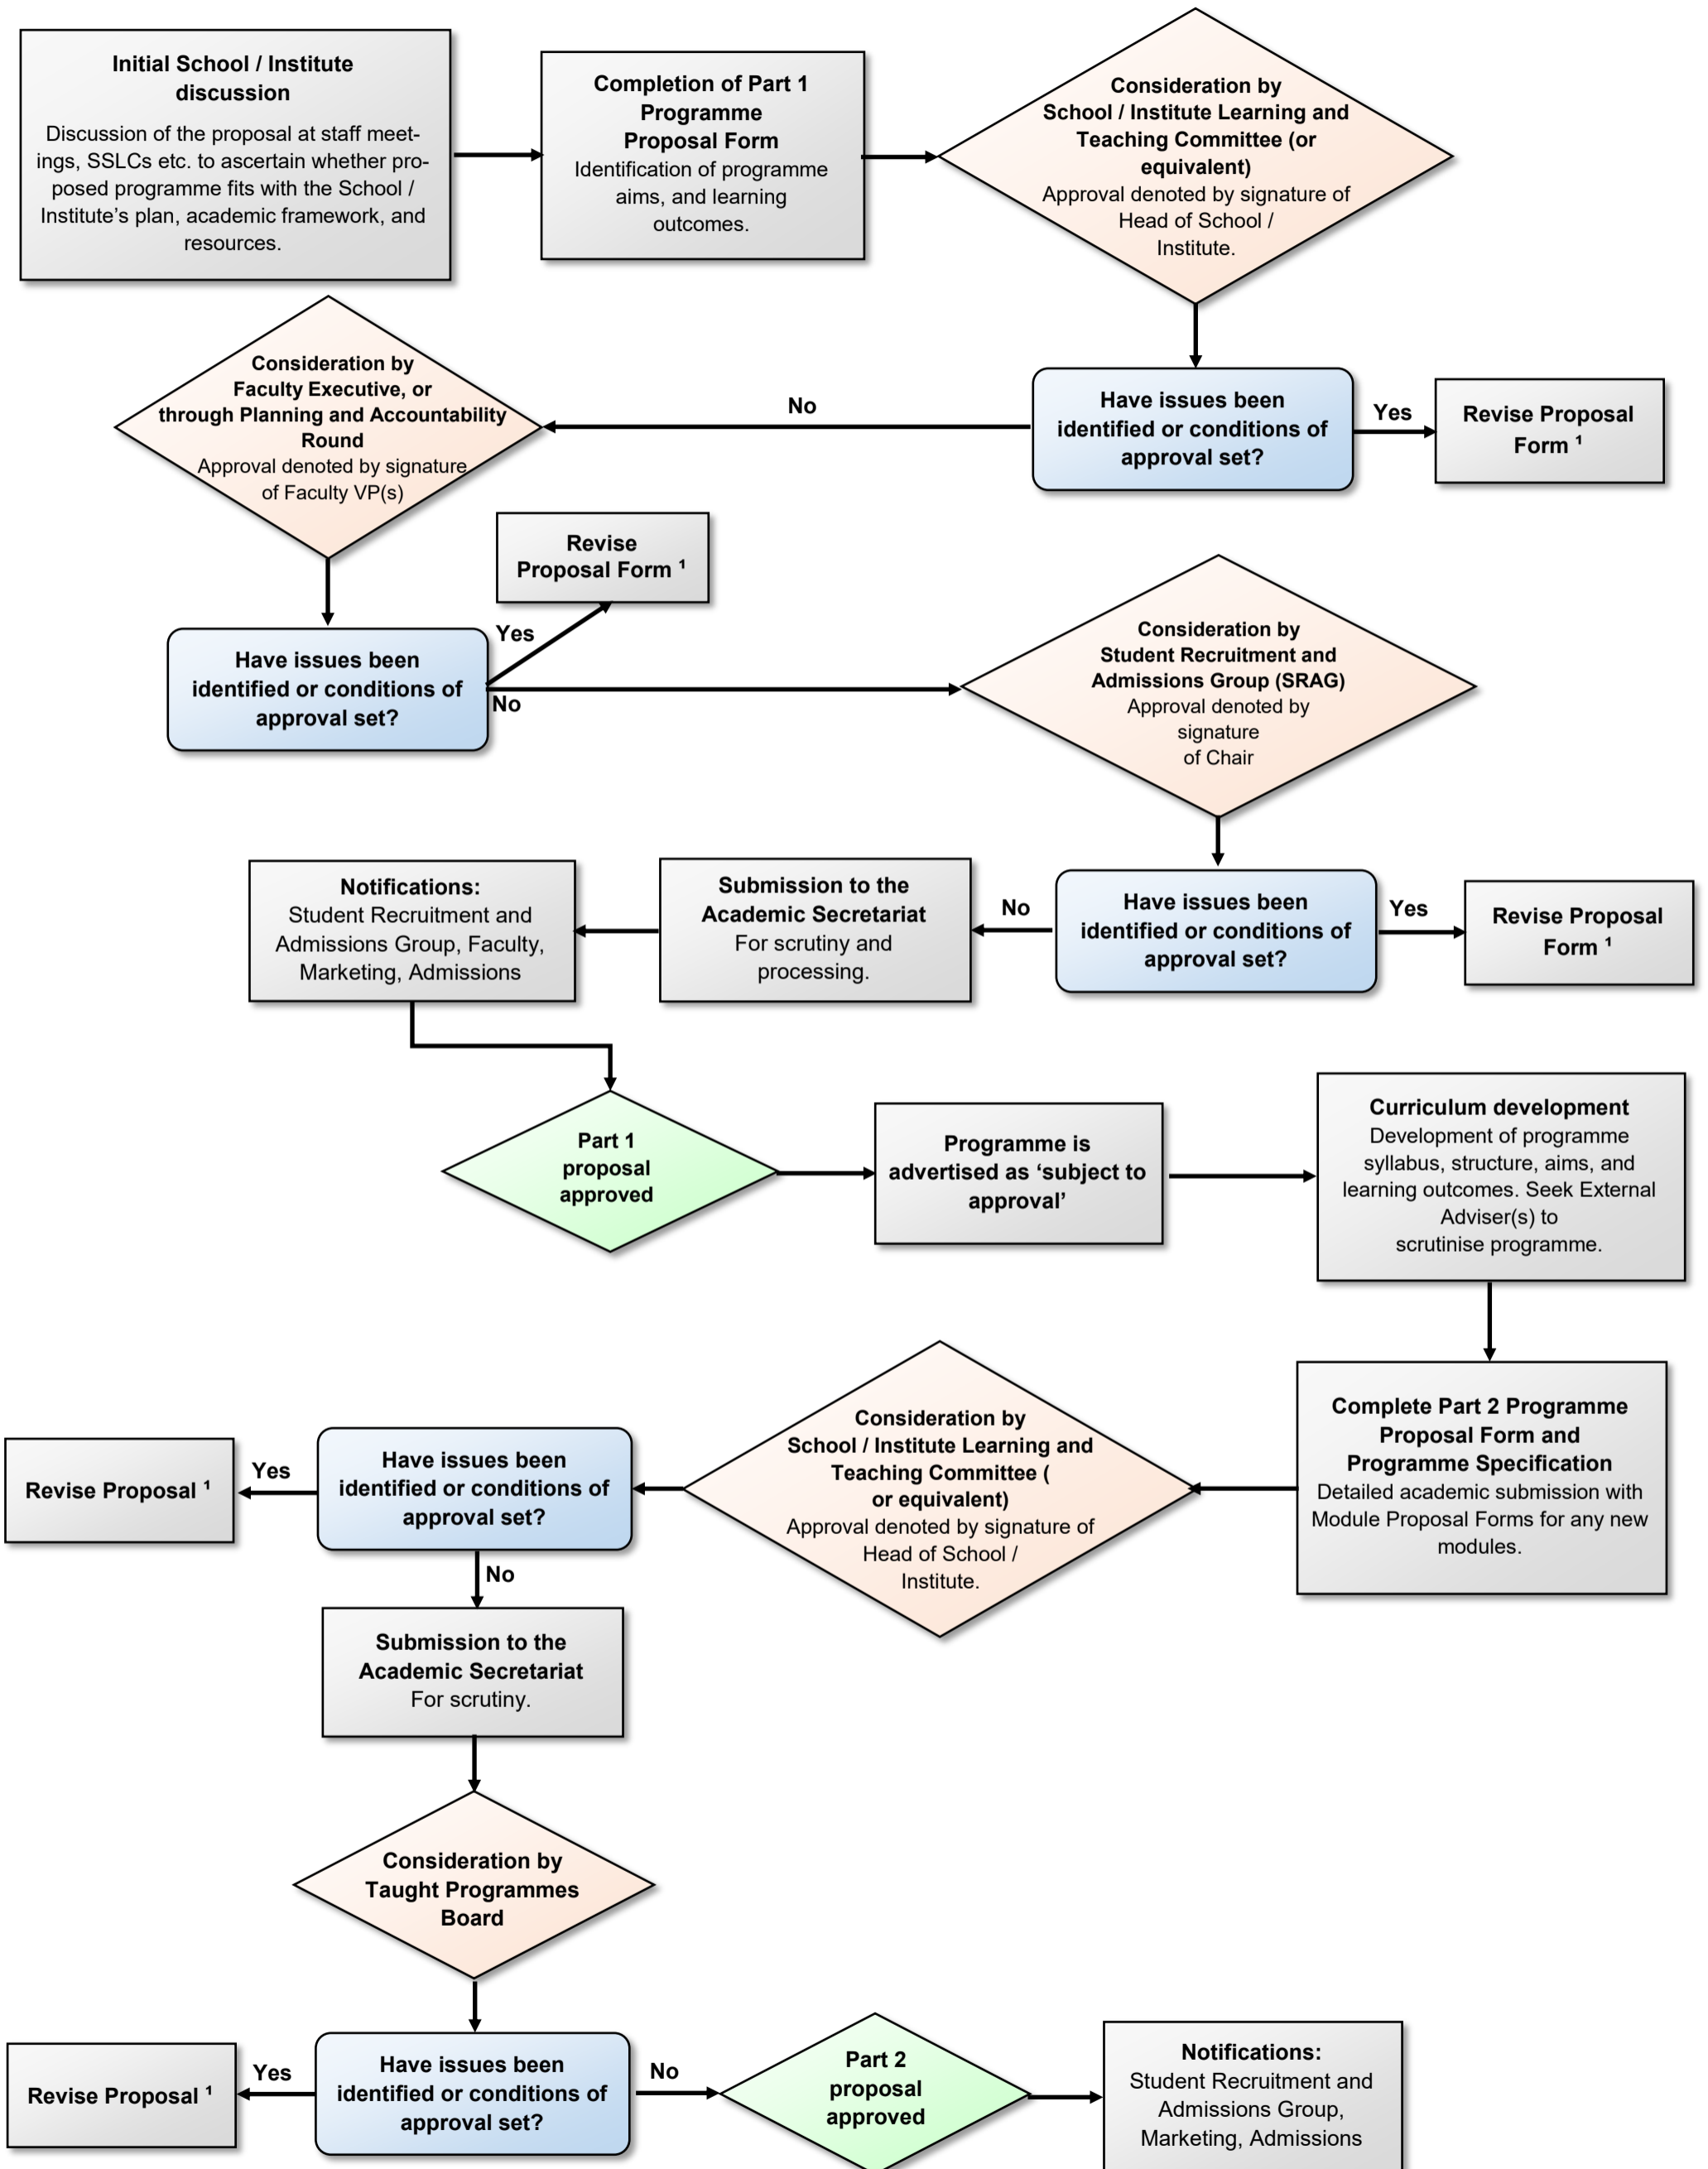 Initial School / Institute
discussion
Discussion of the proposal at staff meet-
ings, SSLCs etc. to ascertain whether pro-
posed programme fits with the School /
Institute’s plan, academic framework, and
resources.
Completion of Part 1
Programme
Proposal Form
Identification of programme
aims, and learning
outcomes.
Consideration by
School / Institute Learning and
Teaching Committee (or
equivalent)
Approval denoted by signature of
Head of School /
Institute.
Have issues been
identified or conditions of
approval set?
Yes
Revise Proposal
Form ¹
No
Consideration by
Faculty Executive, or
through Planning and Accountability
Round
Approval denoted by signature
of Faculty VP(s)
Have issues been
identified or conditions of
approval set?
Yes
Revise
Proposal Form ¹
No
Consideration by
Student Recruitment and
Admissions Group (SRAG)
Approval denoted by
signature
of Chair
Have issues been
identified or conditions of
approval set?
Yes
Revise Proposal
Form ¹
No
Submission to the
Academic Secretariat
For scrutiny and
processing.
Notifications:
Student Recruitment and
Admissions Group, Faculty,
Marketing, Admissions
Part 1
proposal
approved
Programme is
advertised as ‘subject to
approval’
Curriculum development
Development of programme
syllabus, structure, aims, and
learning outcomes. Seek External
Adviser(s) to
scrutinise programme.
Complete Part 2 Programme
Proposal Form and
Programme Specification
Detailed academic submission with
Module Proposal Forms for any new
modules.
Consideration by
School / Institute Learning and
Teaching Committee (
or equivalent)
Approval denoted by signature of
Head of School /
Institute.
Have issues been
identified or conditions of
approval set?
Yes
Revise Proposal ¹
No
Submission to the
Academic Secretariat
For scrutiny.
Consideration by
Taught Programmes
Board
Have issues been
identified or conditions of
approval set?
Yes
Revise Proposal ¹
No
Part 2
proposal
approved
Notifications:
Student Recruitment and
Admissions Group,
Marketing, Admissions